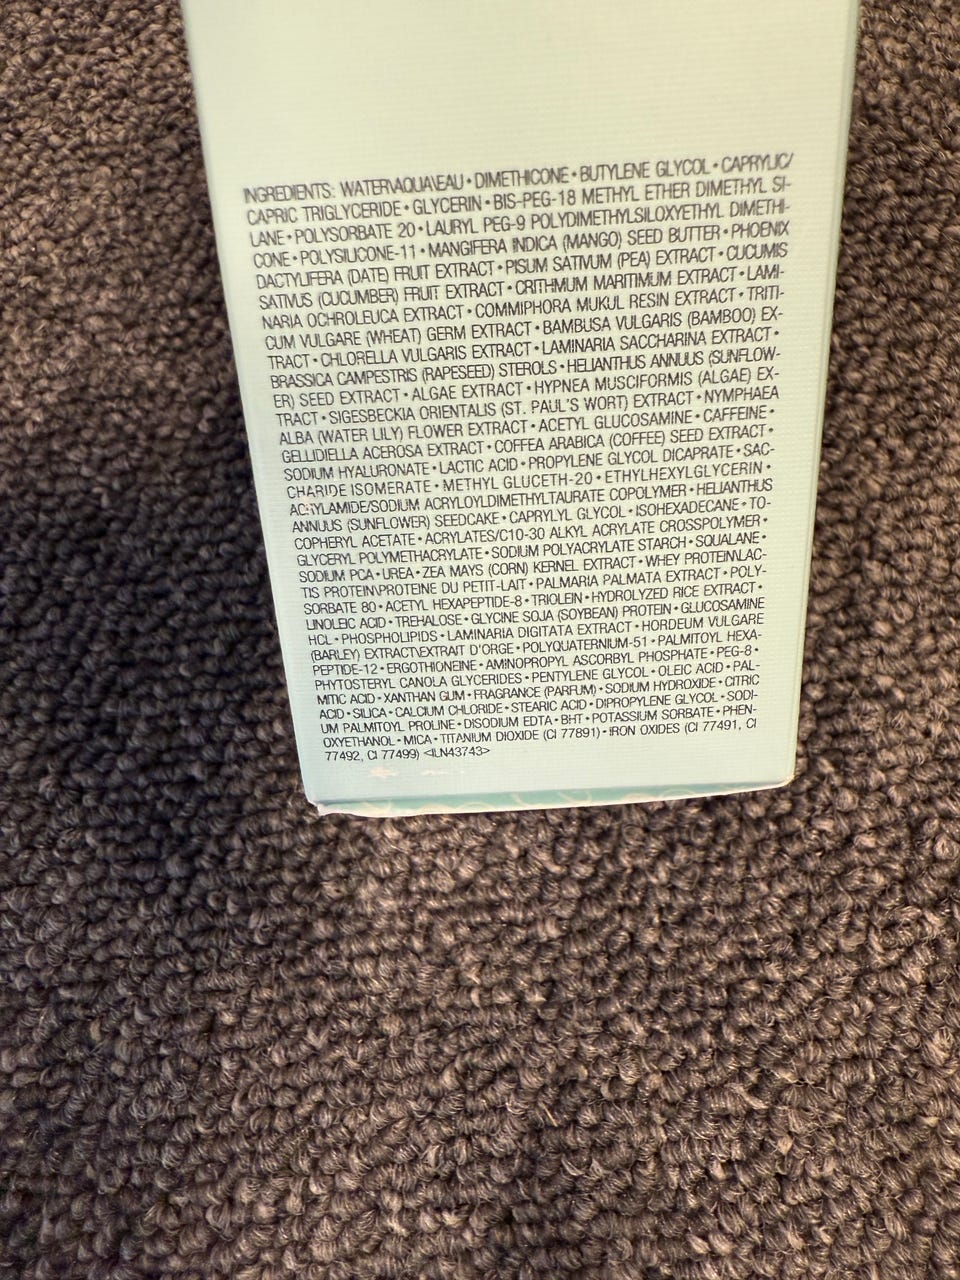 INGREDIENTS: WATER\AQUA\EAU • DIMETHICONE • BUTYLENE GLYCOL • CAPRYLIC/
CAPRIC TRIGLYCERIDE • GLYCERIN • BIS-PEG-18 METHYL ETHER DIMETHYL SI-
LANE • POLYSORBATE 20 • LAURYL PEG-9 POLYDIMETHYLSILOXYETHYL DIMETHI-
CONE • POLYSILICONE-11 • MANGIFERA INDICA (MANGO) SEED BUTTER • PHOENIX
DACTYLIFERA (DATE) FRUIT EXTRACT • PISUM SATIVUM (PEA) EXTRACT • CUCUMIS
SATIVUS (CUCUMBER) FRUIT EXTRACT • CRITHMUM MARITIMUM EXTRACT • LAMI-
NARIA OCHROLEUCA EXTRACT • COMMIPHORA MUKUL RESIN EXTRACT • TRITI-
CUM VULGARE (WHEAT) GERM EXTRACT • BAMBUSA VULGARIS (BAMBOO) EX-
TRACT • CHLORELLA VULGARIS EXTRACT • LAMINARIA SACCHARINA EXTRACT •
BRASSICA CAMPESTRIS (RAPESEED) STEROLS • HELIANTHUS ANNUUS (SUNFLOW-
ER) SEED EXTRACT • ALGAE EXTRACT • HYPNEA MUSCIFORMIS (ALGAE) EX-
TRACT • SIGESBECKIA ORIENTALIS (ST. PAUL'S WORT) EXTRACT • NYMPHAEA
ALBA (WATER LILY) FLOWER EXTRACT • ACETYL GLUCOSAMINE • CAFFEINE •
GELLIDIELLA ACEROSA EXTRACT • COFFEA ARABICA (COFFEE) SEED EXTRACT •
SODIUM HYALURONATE • LACTIC ACID • PROPYLENE GLYCOL DICAPRATE • SAC-
CHARIDE ISOMERATE • METHYL GLUCETH-20 • ETHYLHEXYLGLYCERIN •
ACRYLAMIDE/SODIUM ACRYLOYLDIMETHYLTAURATE COPOLYMER • HELIANTHUS
ANNUUS (SUNFLOWER) SEEDCAKE • CAPRYLYL GLYCOL • ISOHEXADECANE • TO-
COPHERYL ACETATE • ACRYLATES/C10-30 ALKYL ACRYLATE CROSSPOLYMER •
GLYCERYL POLYMETHACRYLATE • SODIUM POLYACRYLATE STARCH • SQUALANE •
SODIUM PCA • UREA • ZEA MAYS (CORN) KERNEL EXTRACT • WHEY PROTEIN\LAC-
TIS PROTEIN\PROTÉINE DU PETIT-LAIT • PALMARIA PALMATA EXTRACT • POLY-
SORBATE 80 • ACETYL HEXAPEPTIDE-8 • TRIOLEIN • HYDROLYZED RICE EXTRACT •
LINOLEIC ACID • TREHALOSE • GLYCINE SOJA (SOYBEAN) PROTEIN • GLUCOSAMINE
HCL • PHOSPHOLIPIDS • LAMINARIA DIGITATA EXTRACT • HORDEUM VULGARE
(BARLEY) EXTRACT\EXTRAIT D'ORGE • POLYQUATERNIUM-51 • PALMITOYL HEXA-
PEPTIDE-12 • ERGOTHIONEINE • AMINOPROPYL ASCORBYL PHOSPHATE • PEG-8 •
PHYTOSTERYL CANOLA GLYCERIDES • PENTYLENE GLYCOL • OLEIC ACID • PAL-
MITIC ACID • XANTHAN GUM • FRAGRANCE (PARFUM) • SODIUM HYDROXIDE • CITRIC
ACID • SILICA • CALCIUM CHLORIDE • STEARIC ACID • DIPROPYLENE GLYCOL • SODI-
UM PALMITOYL PROLINE • DISODIUM EDTA • BHT • POTASSIUM SORBATE • PHEN-
OXYETHANOL • MICA • TITANIUM DIOXIDE (CI 77891) • IRON OXIDES (CI 77491, CI
77492, CI 77499) <ILN43743>